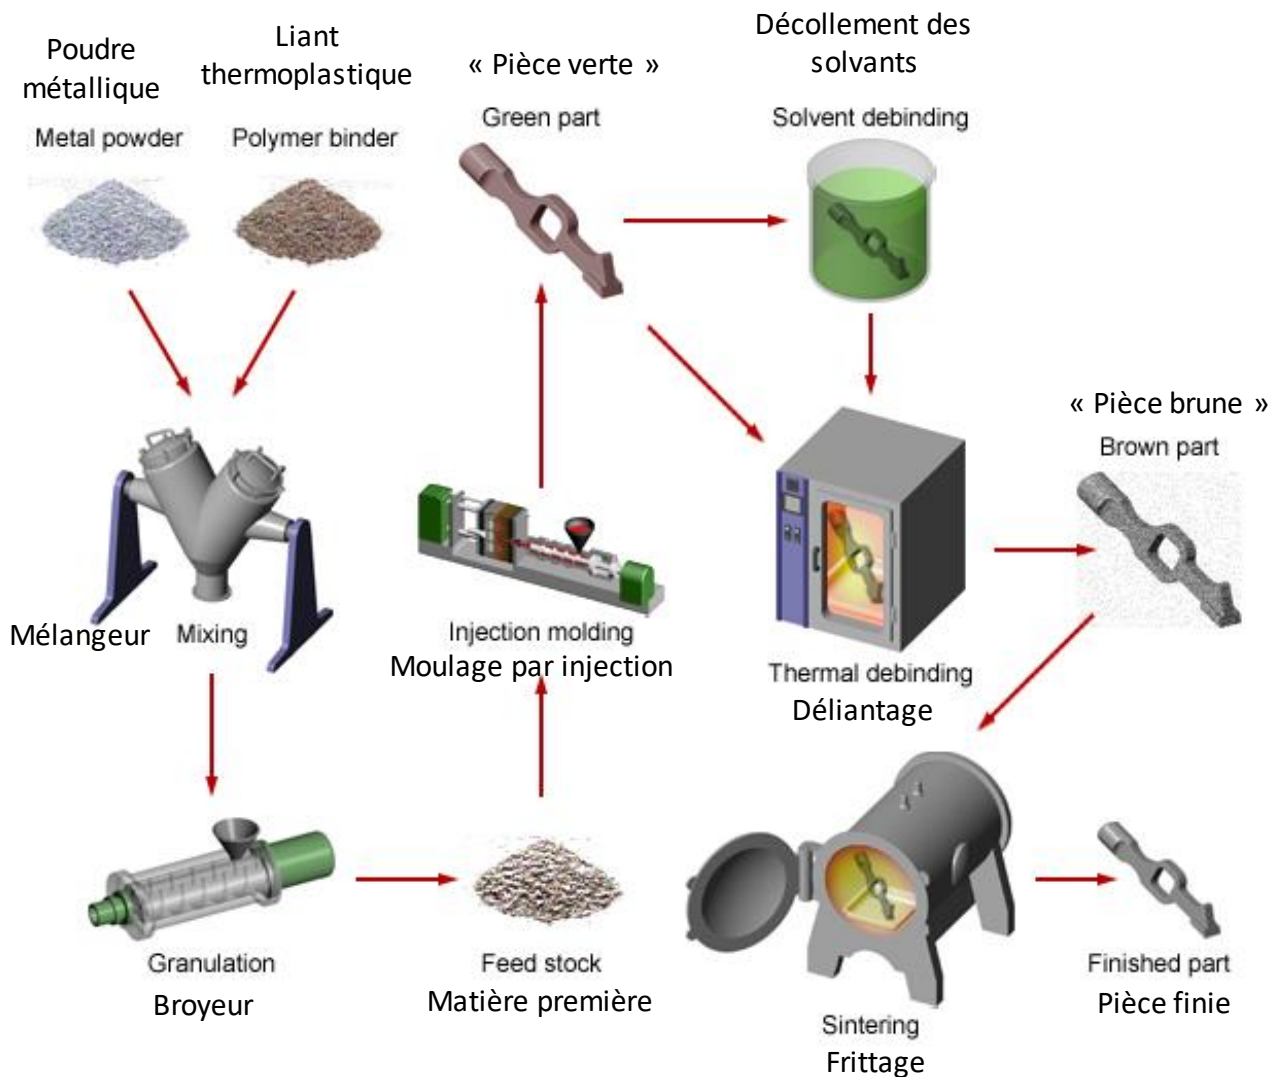 Poudre
métallique
Metal powder
Liant
thermoplastique
Polymer binder
« Pièce verte »
Green part
Décollement des
solvants
Solvent debinding
« Pièce brune »
Brown part
Mélangeur
Mixing
Injection molding
Moulage par injection
Thermal debinding
Déliantage
Granulation
Broyeur
Feed stock
Matière première
Sintering
Frittage
Finished part
Pièce finie